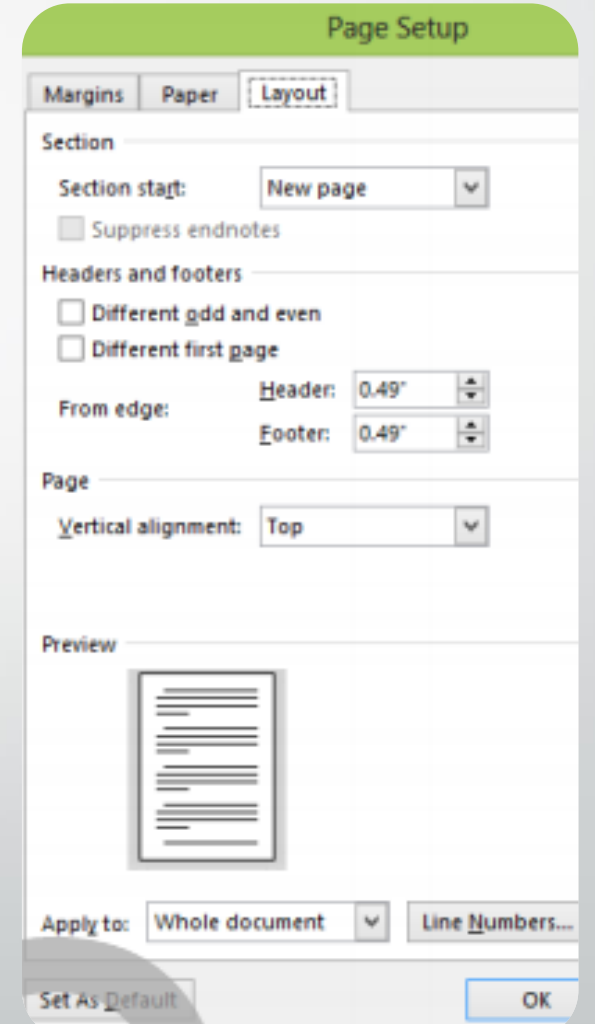 Page Setup
Margins Paper Layout
Section
Section start: New page
Suppress endnotes
Headers and footers
Different odd and even
Different first page
From edge:
Header: 0.49"
Footer: 0.49"
Page
Vertical alignment: Top
Preview
Apply to: Whole document Line Numbers...
Set As Default OK